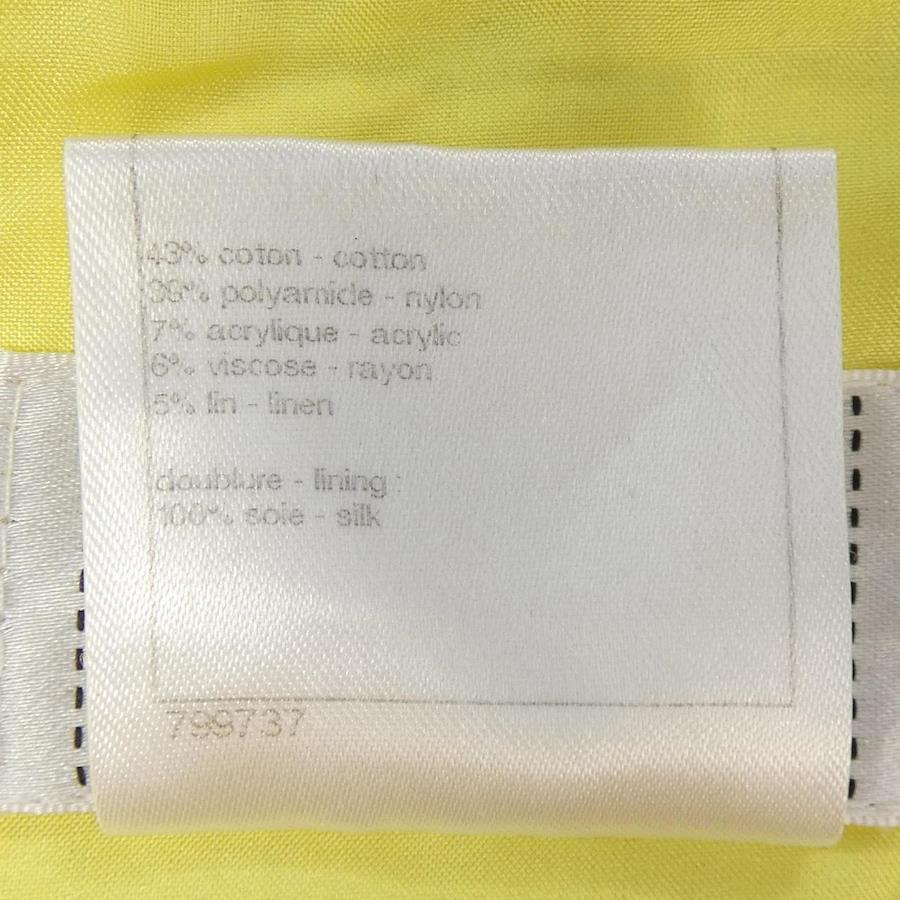 43% coton - cotton
39% polyamide - nylon
7% acrylique - acrylic
6% viscose - rayon
5% lin - linen
doublure - lining :
100% soie - silk
799737